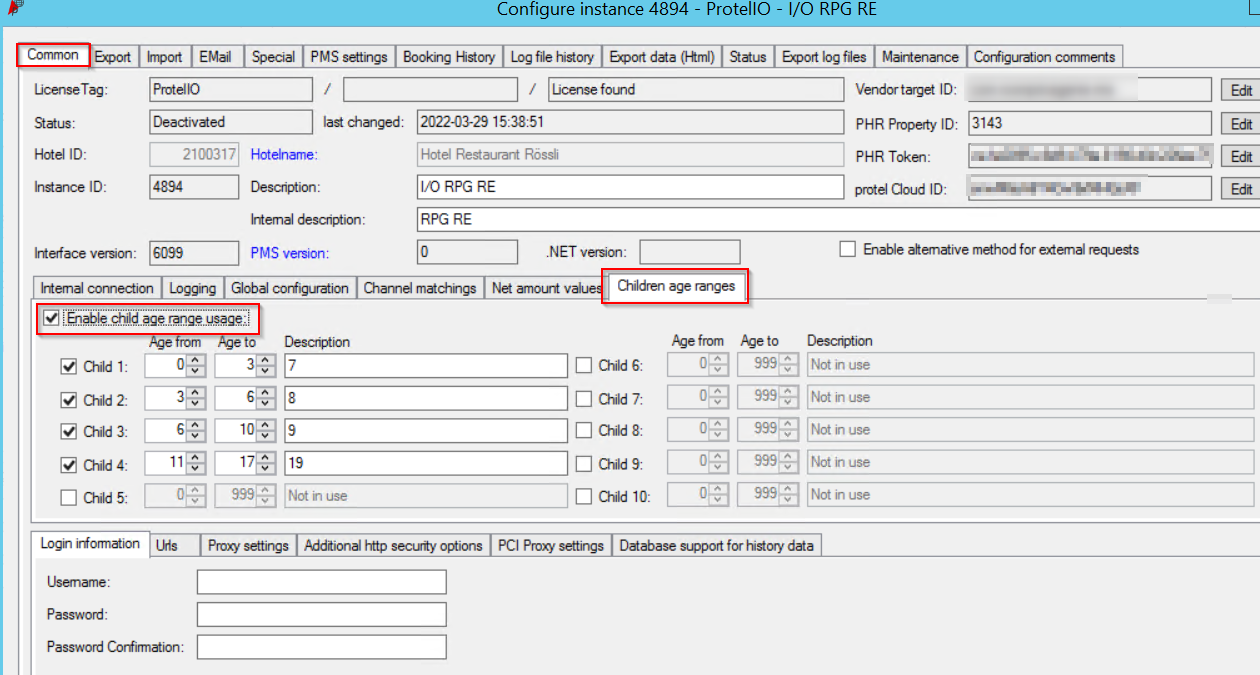 Configure instance 4894 - ProtelIO - I/O RPG RE
Common Export Import EMail Special PMS settings Booking History Log file history Export data (Html) Status Export log files Maintenance Configuration comments
LicenseTag: ProtelIO / / License found Vendor target ID: Edit
Status: Deactivated last changed: 2022-03-29 15:38:51 PHR Property ID: 3143 Edit
Hotel ID: 2100317 Hotelname: Hotel Restaurant Rössli PHR Token: Edit
Instance ID: 4894 Description: I/O RPG RE protel Cloud ID: Edit
Internal description: RPG RE
Interface version: 6099 PMS version: 0 .NET version: Enable alternative method for external requests
Internal connection Logging Global configuration Channel matchings Net amount values Children age ranges
Enable child age range usage:
Age from Age to Description Age from Age to Description
Child 1: 0 3 7 Child 6: 0 999 Not in use
Child 2: 3 6 8 Child 7: 0 999 Not in use
Child 3: 6 10 9 Child 8: 0 999 Not in use
Child 4: 11 17 19 Child 9: 0 999 Not in use
Child 5: 0 999 Not in use Child 10: 0 999 Not in use
Login information Urls Proxy settings Additional http security options PCI Proxy settings Database support for history data
Username:
Password:
Password Confirmation: